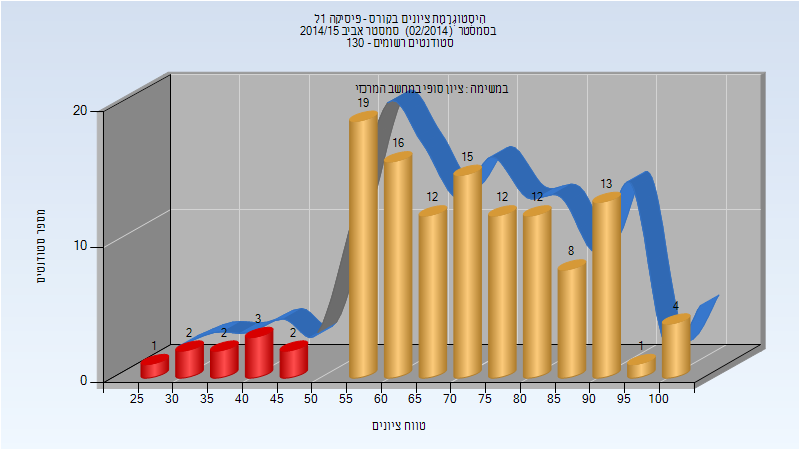 היסטוגרמת ציונים בקורס - פיסיקה 1ל
בסמסטר (02/2014) סמסטר אביב 2014/15
סטודנטים רשומים - 130
במשימה : ציון סופי במחשב המרכזי
20
10
0
מספר סטודנטים
1
2
2
3
2
19
16
12
15
12
12
8
13
1
4
25 30 35 40 45 50 55 60 65 70 75 80 85 90 95 100
טווח ציונים